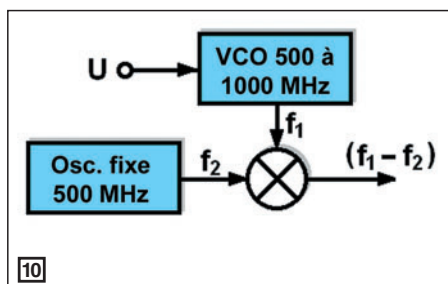 VCO 500 à
1000 MHz
U
f1
Osc. fixe
500 MHz
f2
(f1 – f2)
10